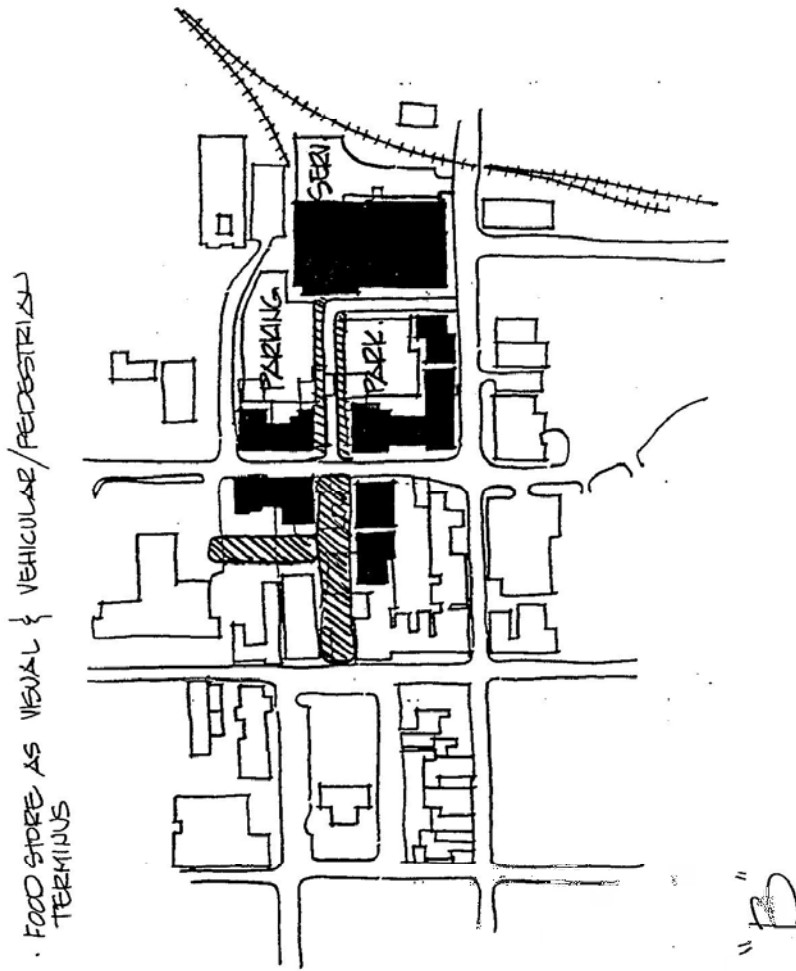 · FOOD STORE AS VISUAL & VEHICULAR/PEDESTRIAN
TERMINUS
PARKING
SERV.
PARK.
"B"